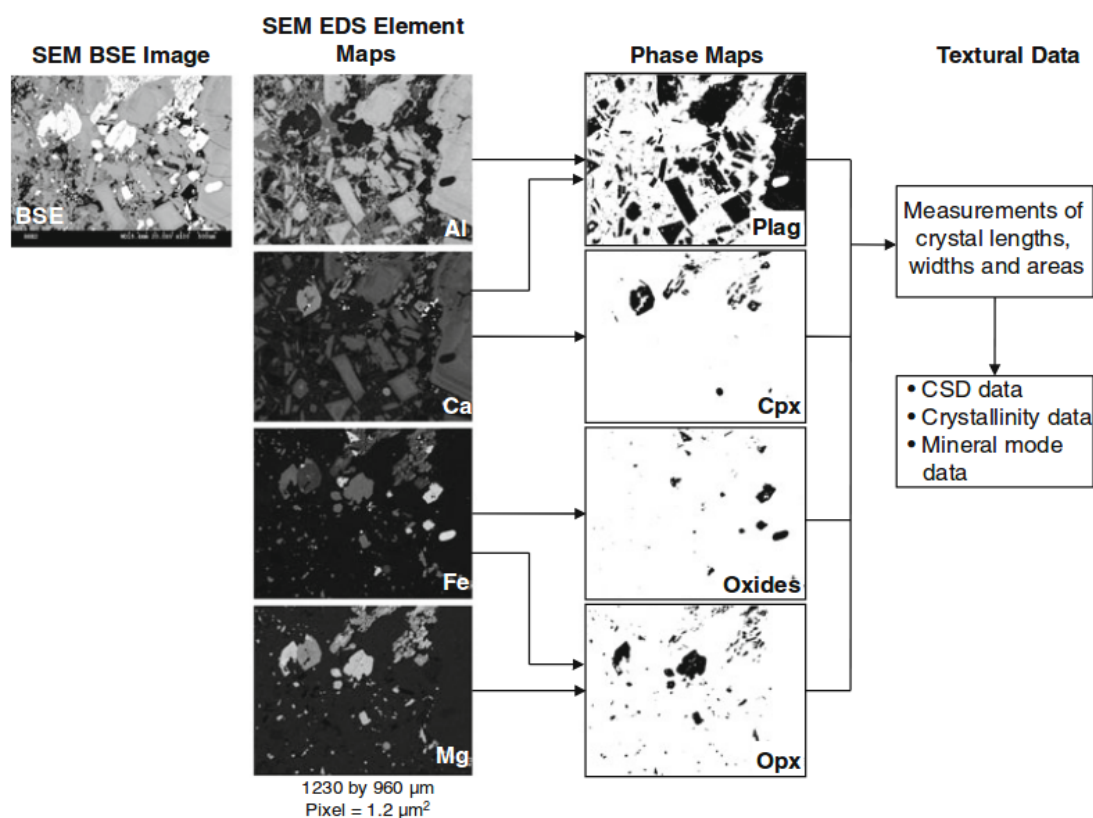 SEM BSE Image
SEM EDS Element
Maps
Phase Maps
Textural Data
BSE
Al
Plag
Measurements of
crystal lengths,
widths and areas
Ca
Cpx
• CSD data
• Crystallinity data
• Mineral mode
data
Fe
Oxides
Mg
Opx
1230 by 960 µm
Pixel = 1.2 µm²